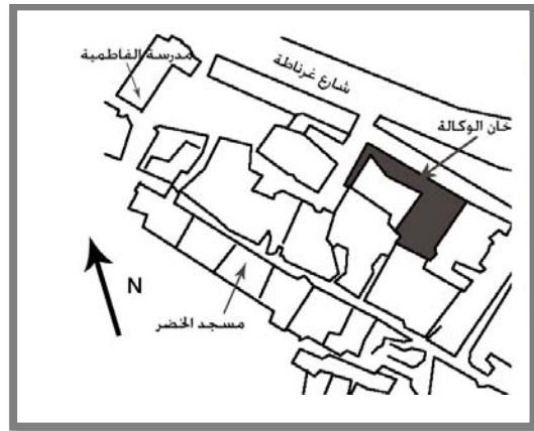 مدرسة الفاطمية
شارع غرناطة
خان الوكالة
N
مسجد الخضر